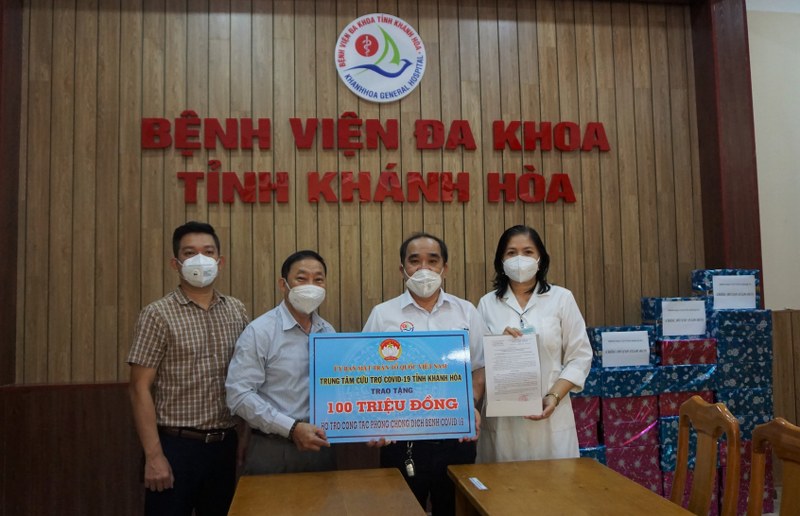 BỆNH VIỆN ĐA KHOA TỈNH KHÁNH HÒA
KHANHHOA GENERAL HOSPITAL
BỆNH VIỆN ĐA KHOA
TỈNH KHÁNH HÒA
ỦY BAN MẶT TRẬN TỔ QUỐC VIỆT NAM
TRUNG TÂM CỨU TRỢ COVID-19 TỈNH KHÁNH HÒA
TRAO TẶNG
100 TRIỆU ĐỒNG
HỖ TRỢ CÔNG TÁC PHÒNG CHỐNG DỊCH BỆNH COVID-19